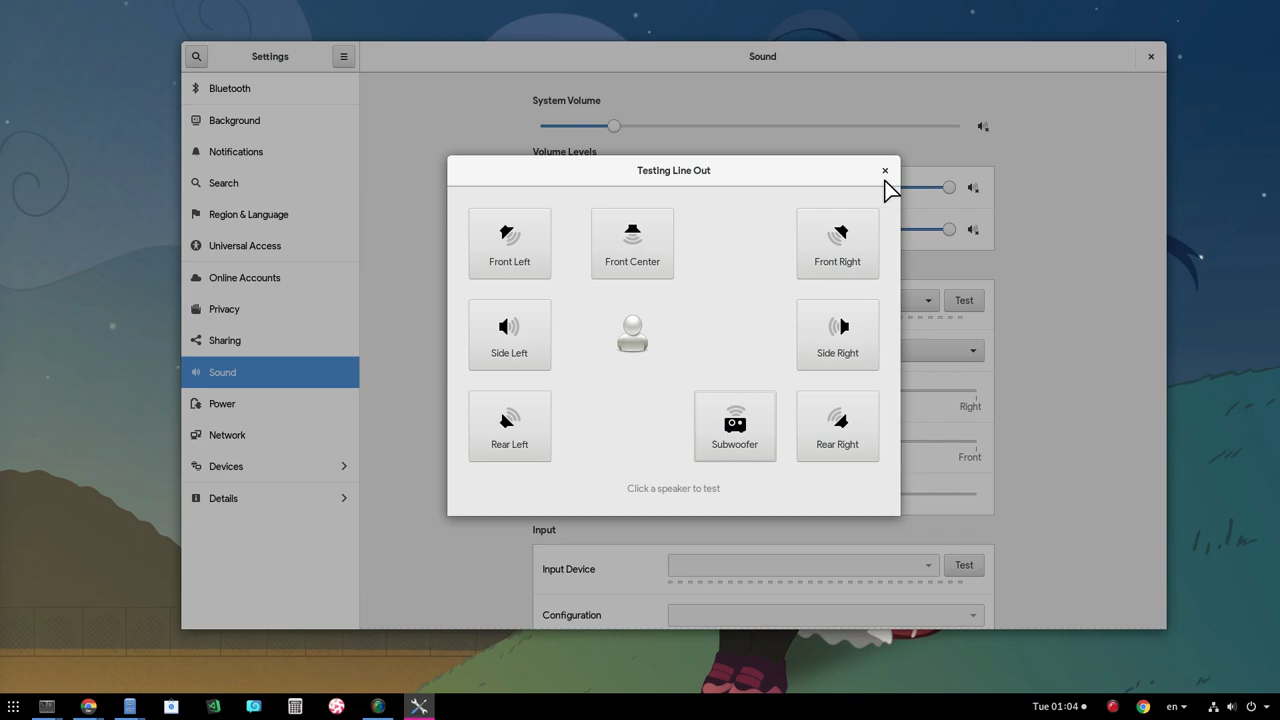 Settings
Sound
Bluetooth
Background
Notifications
Search
Region & Language
Universal Access
Online Accounts
Privacy
Sharing
Sound
Power
Network
Devices
Details
System Volume
Volume Levels
Testing Line Out
Front Left
Front Center
Front Right
Side Left
Side Right
Rear Left
Subwoofer
Rear Right
Click a speaker to test
Test
Right
Front
Input
Input Device
Test
Configuration
Tue 01:04
en